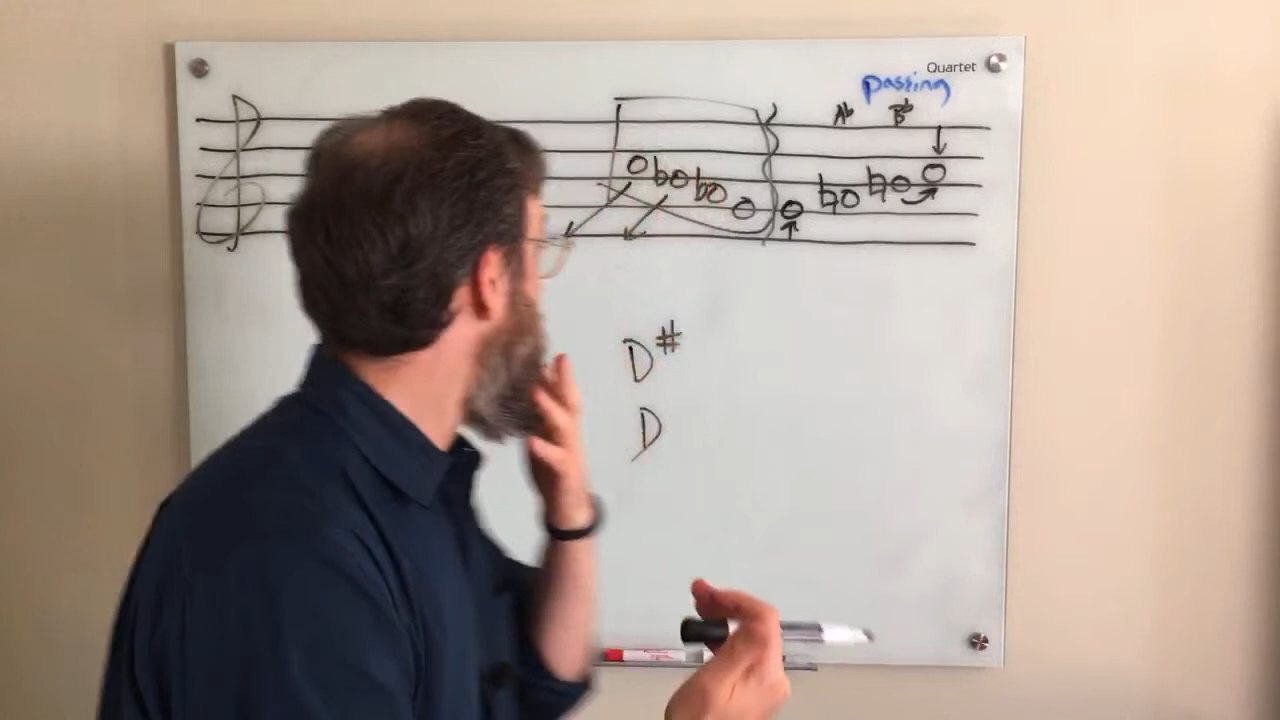 Quartet
passing
A♭ B♭
D#
D